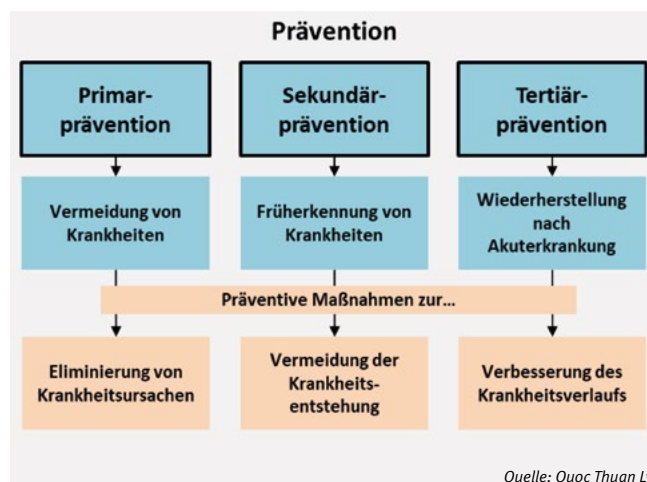 Prävention
Primar-
prävention
Sekundär-
prävention
Tertiär-
prävention
Vermeidung von
Krankheiten
Früherkennung von
Krankheiten
Wiederherstellung
nach
Akuterkrankung
Präventive Maßnahmen zur...
Eliminierung von
Krankheitsursachen
Vermeidung der
Krankheits-
entstehung
Verbesserung des
Krankheitsverlaufs
Quelle: Quoc Thuan